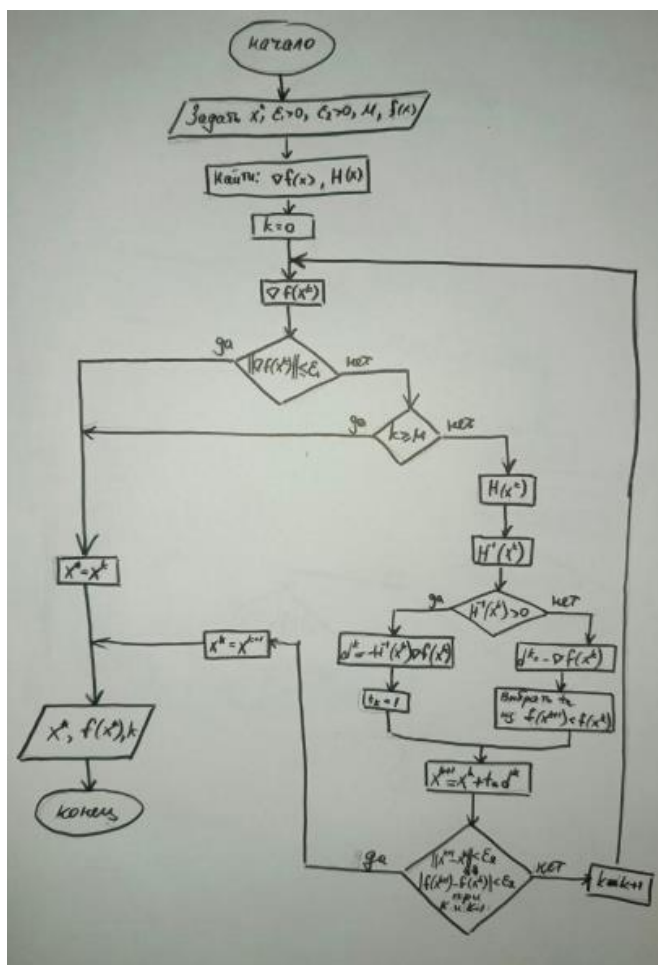 начало
Задать x°, ε₁>0, ε₂>0, M, f(x)
Найти: ∇f(x), H(x)
k=0
∇f(xᵏ)
да
||∇f(xᵏ)||≤ε₁
нет
да
k≥M
нет
H(xᵏ)
H⁻¹(xᵏ)
да
H⁻¹(xᵏ)>0
нет
x*=xᵏ
x*=xᵏ⁺¹
dᵏ=-H⁻¹(xᵏ)∇f(xᵏ)
dᵏ=-∇f(xᵏ)
tₖ=1
Выбрать tₖ
из f(xᵏ⁺¹)<f(xᵏ)
x*, f(x*), k
xᵏ⁺¹=xᵏ+tₖdᵏ
конец
да
||xᵏ⁺¹-xᵏ||<ε₂
|f(xᵏ⁺¹)-f(xᵏ)|<ε₂
при
нет
k=k+1